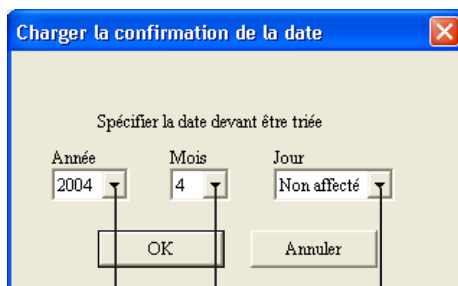 Charger la confirmation de la date
Spécifier la date devant être triée
Année Mois Jour
2004 4 Non affecté
OK Annuler